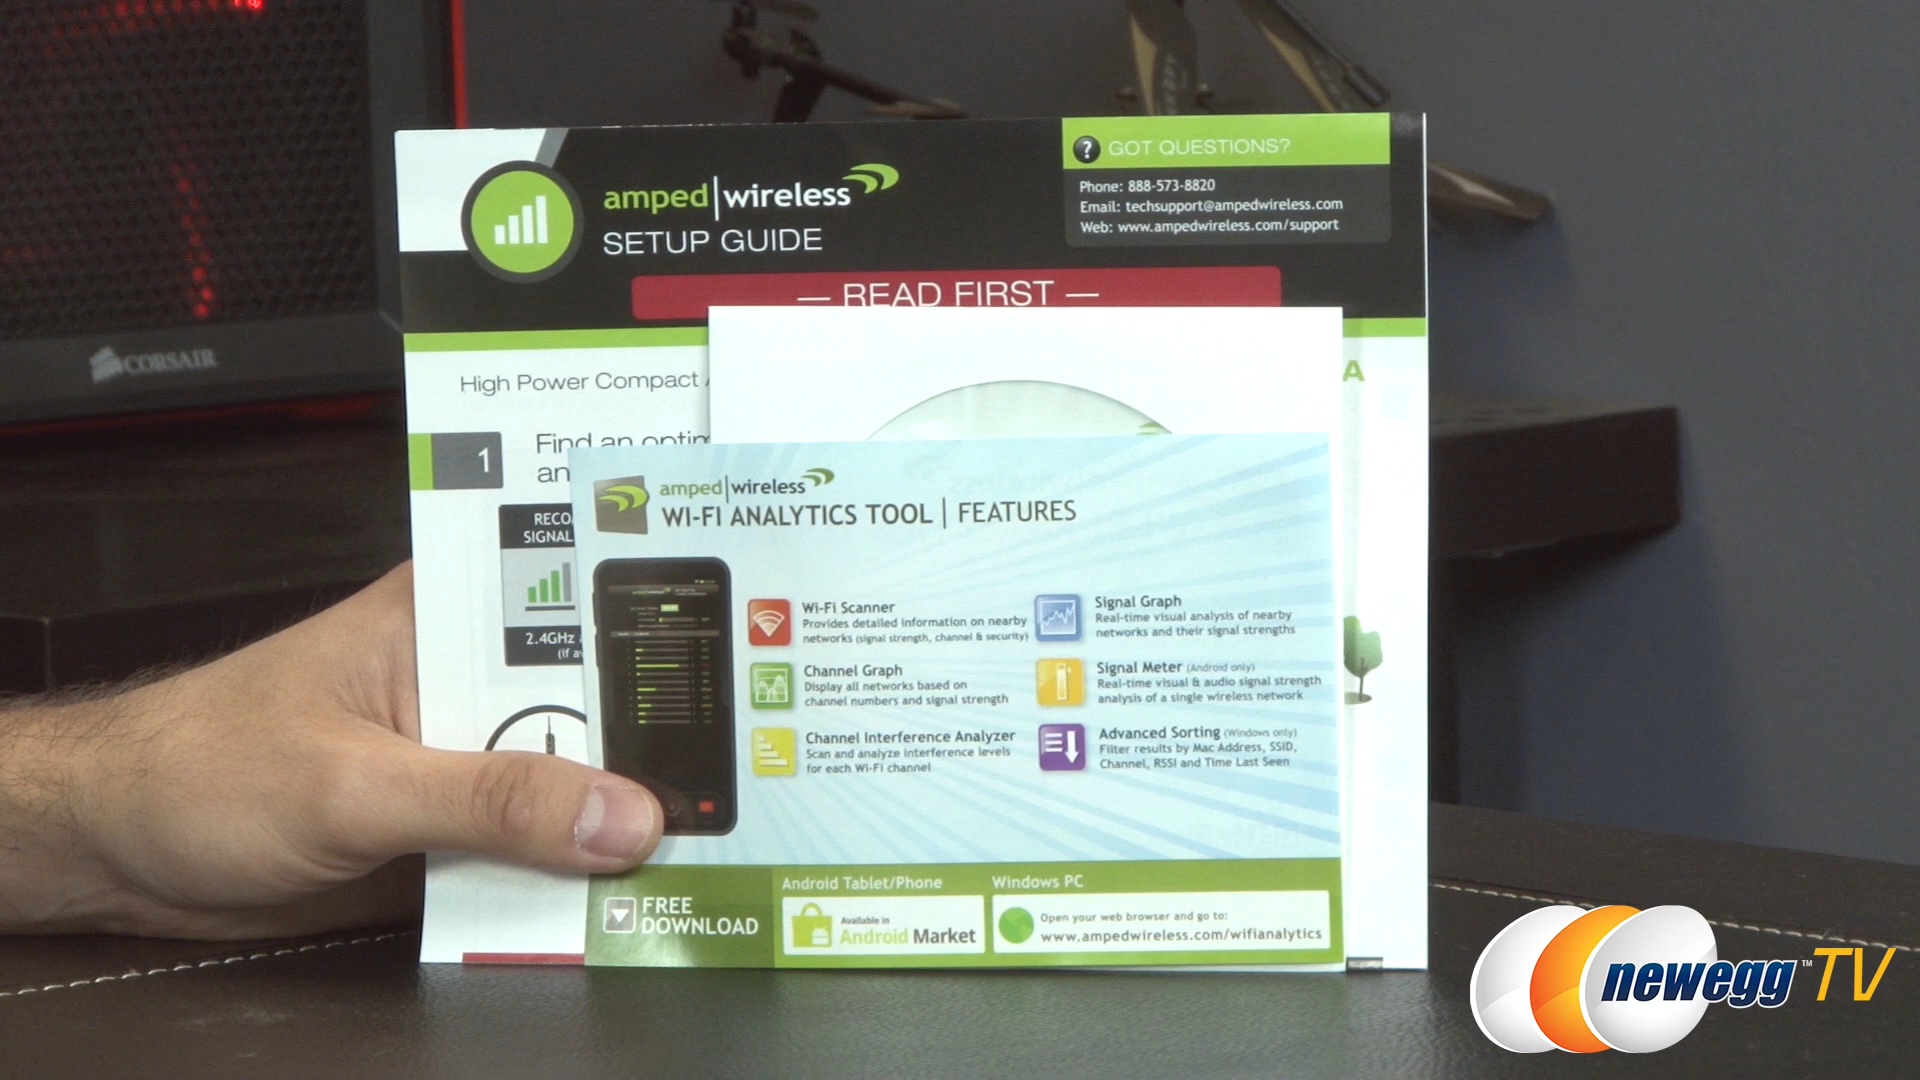 amped|wireless
SETUP GUIDE
? GOT QUESTIONS?
Phone: 888-573-8820
Email: techsupport@ampedwireless.com
Web: www.ampedwireless.com/support
— READ FIRST —
CORSAIR
High Power Compact
A
1
Find an
an
RECO
SIGNAL
2.4GHz
(if
amped|wireless
WI-FI ANALYTICS TOOL | FEATURES
Wi-Fi Scanner
Provides detailed information on nearby
networks (signal strength, channel & security)
Channel Graph
Display all networks based on
channel numbers and signal strength
Channel Interference Analyzer
Scan and analyze interference levels
for each Wi-Fi channel
Signal Graph
Real-time visual analysis of nearby
networks and their signal strengths
Signal Meter (Android only)
Real-time visual & audio signal strength
analysis of a single wireless network
Advanced Sorting (Windows only)
Filter results by Mac Address, SSID,
Channel, RSSI and Time Last Seen
FREE
DOWNLOAD
Android Tablet/Phone
Available in
Android Market
Windows PC
Open your web browser and go to:
www.ampedwireless.com/wifianalytics
newegg™ TV